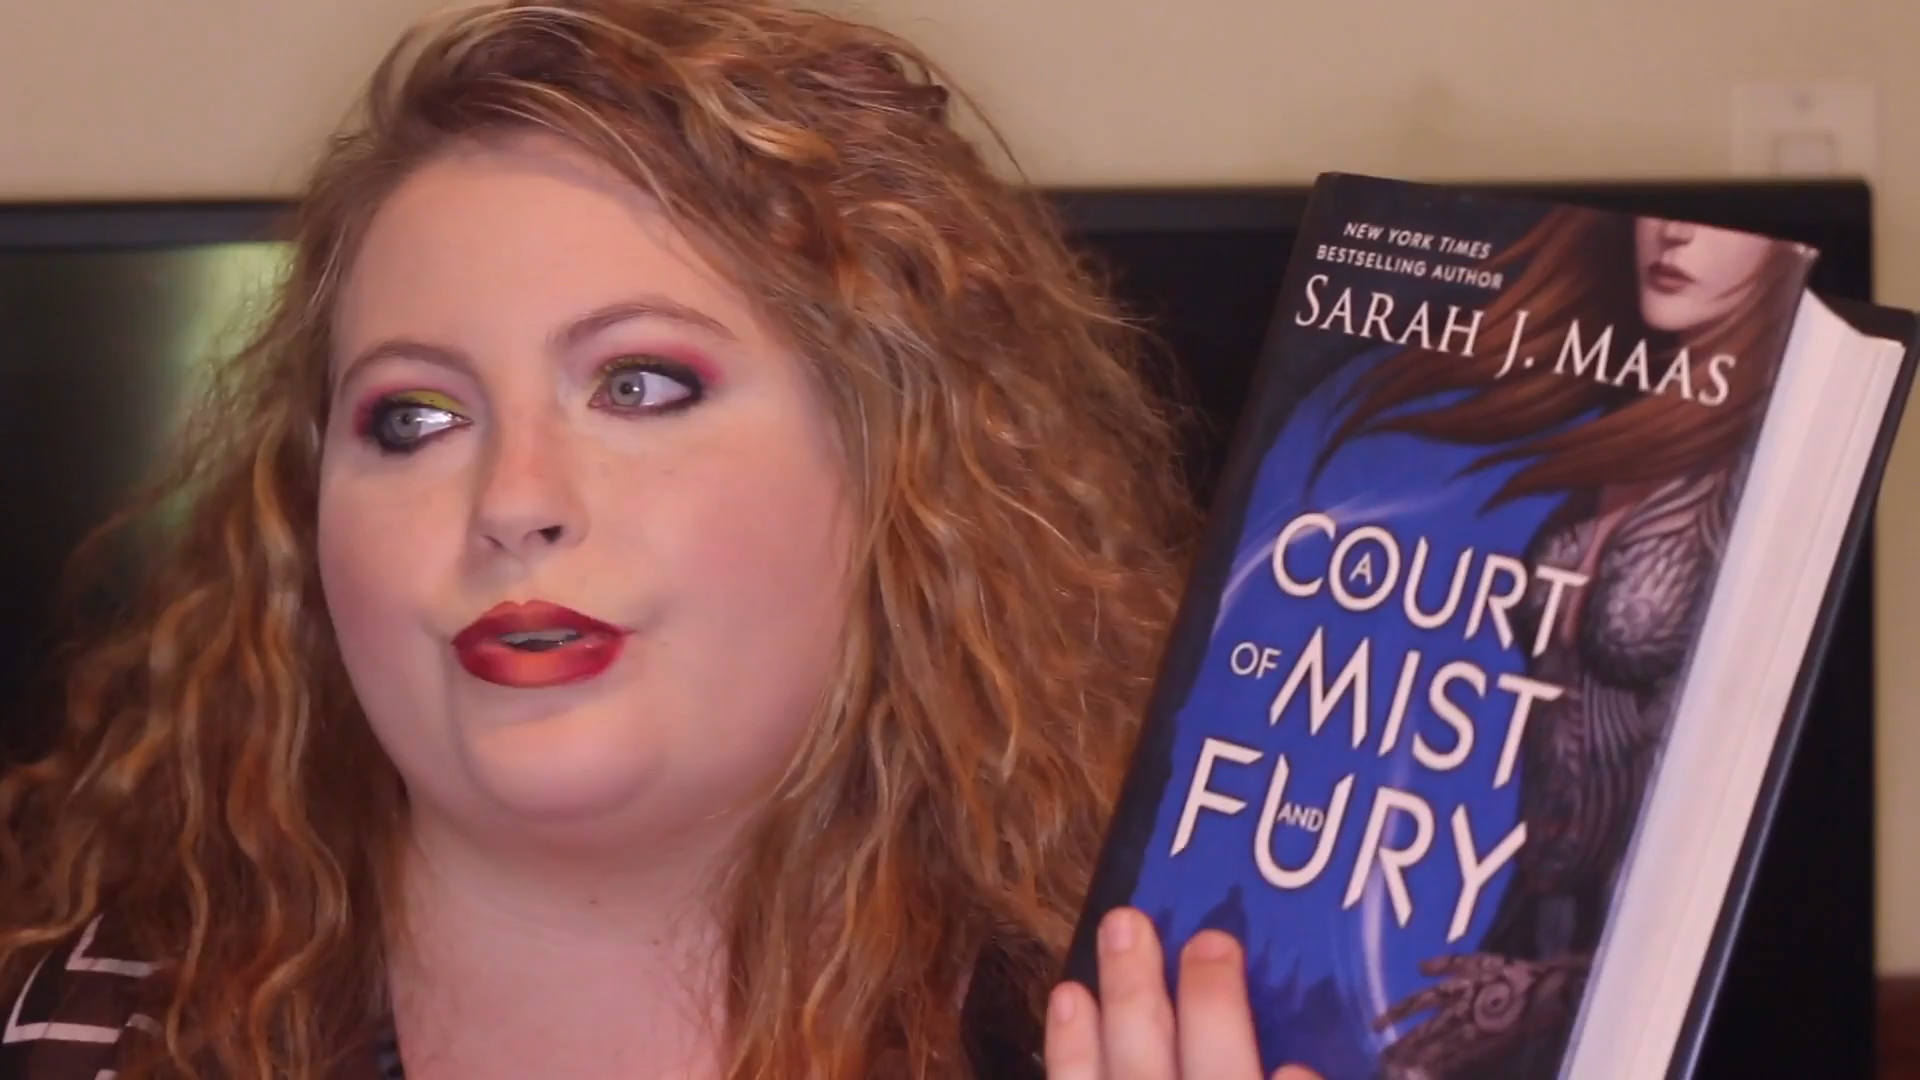 NEW YORK TIMES
BESTSELLING AUTHOR
SARAH J. MAAS
A
COURT
OF MIST
AND
FURY